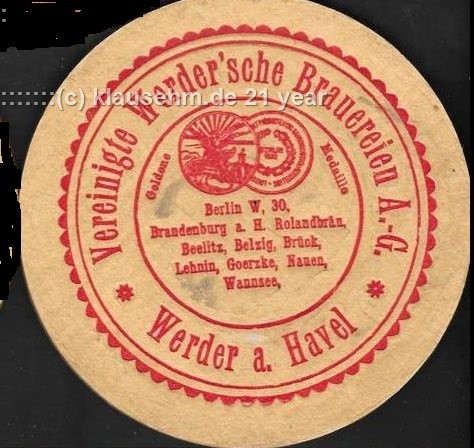 (c) klausehm.de 21 year
Vereinigte Werder'sche Brauereien A.-G.
Goldene Medaille
Berlin W, 30,
Brandenburg a. H. Rolandbräu,
Beelitz, Belzig, Brück,
Lehnin, Goerzke, Nauen,
Wannsee,
* Werder a. Havel *